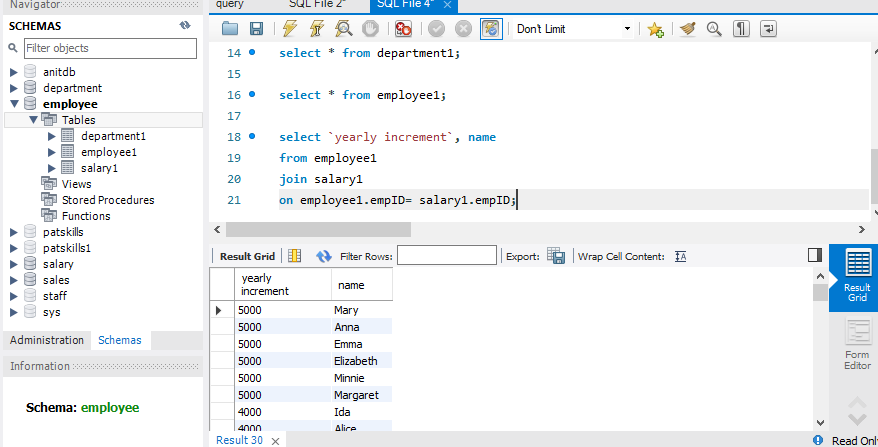 Navigator
query
SQL File 2*
SQL File 4*
SCHEMAS
Filter objects
anitdb
department
employee
Tables
department1
employee1
salary1
Views
Stored Procedures
Functions
patskills
patskills1
salary
sales
staff
sys
Administration Schemas
Information
Schema: employee
Don't Limit
14 select * from department1;
15
16 select * from employee1;
17
18 select `yearly increment`, name
19 from employee1
20 join salary1
21 on employee1.empID= salary1.empID;
Result Grid Filter Rows: Export: Wrap Cell Content: IA
yearly increment name
5000 Mary
5000 Anna
5000 Emma
5000 Elizabeth
5000 Minnie
5000 Margaret
4000 Ida
4000 Alice
Result Grid
Form Editor
Result 30
Read Only